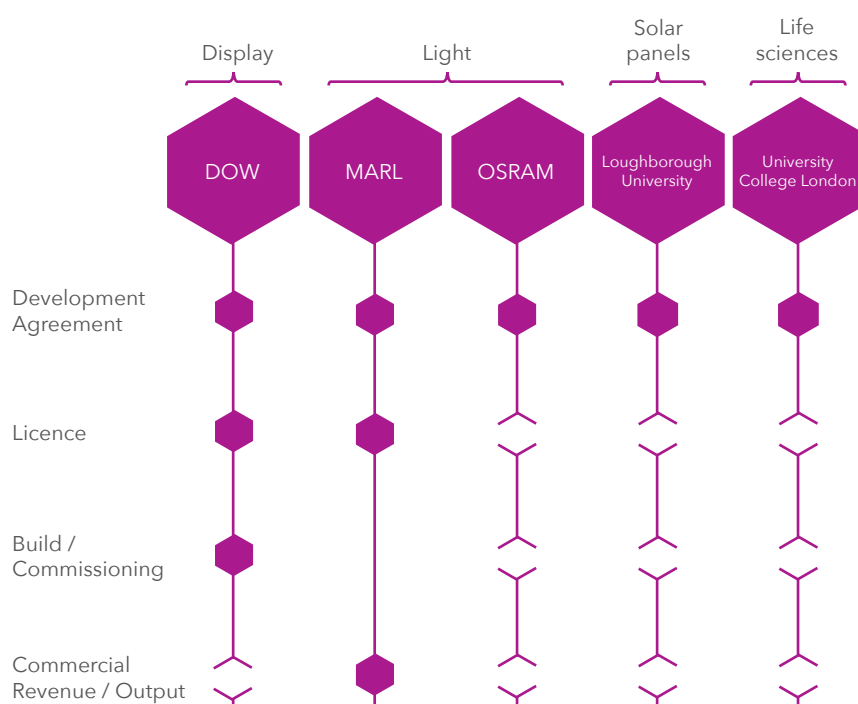 Display
Light
Solar
panels
Life
sciences
DOW
MARL
OSRAM
Loughborough
University
University
College London
Development
Agreement
Licence
Build /
Commissioning
Commercial
Revenue / Output